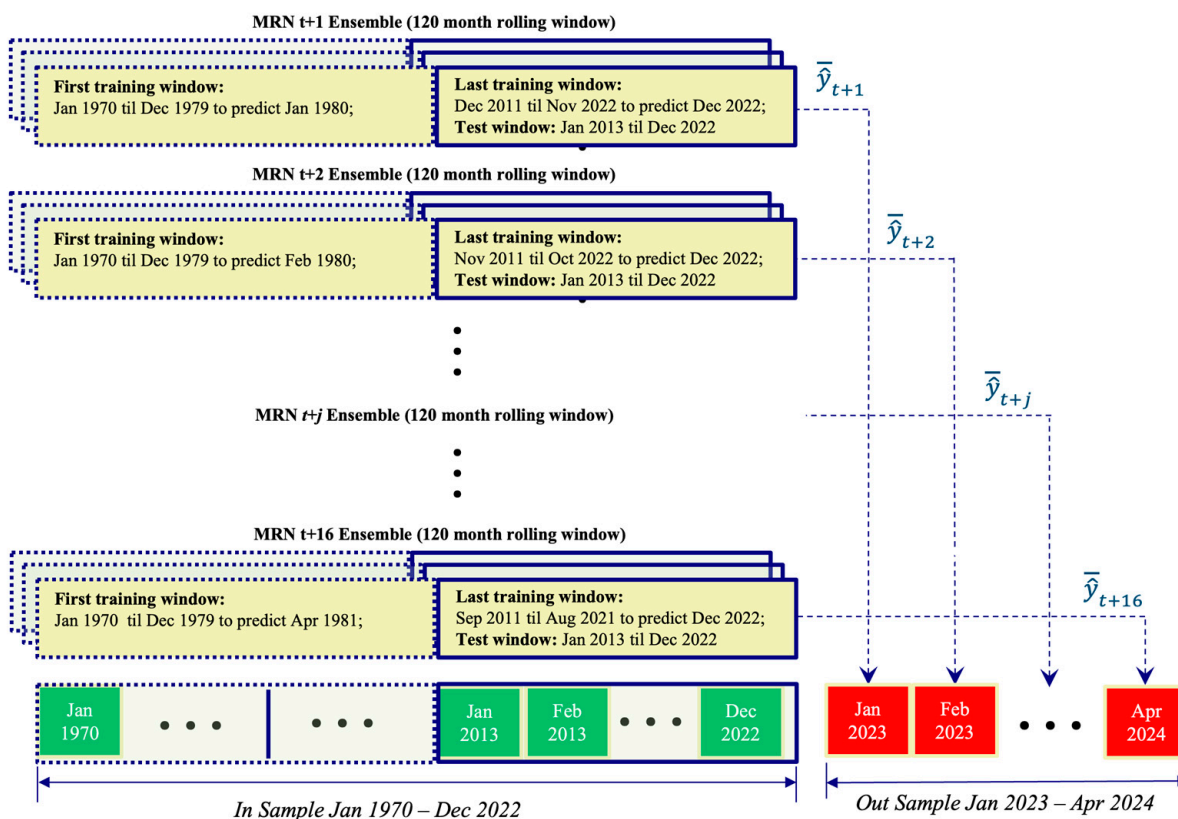 MRN t+1 Ensemble (120 month rolling window)
First training window:
Jan 1970 til Dec 1979 to predict Jan 1980;
Last training window:
Dec 2011 til Nov 2022 to predict Dec 2022;
Test window: Jan 2013 til Dec 2022
ŷ̅ t+1
MRN t+2 Ensemble (120 month rolling window)
First training window:
Jan 1970 til Dec 1979 to predict Feb 1980;
Last training window:
Nov 2011 til Oct 2022 to predict Dec 2022;
Test window: Jan 2013 til Dec 2022
ŷ̅ t+2
MRN t+j Ensemble (120 month rolling window)
ŷ̅ t+j
MRN t+16 Ensemble (120 month rolling window)
First training window:
Jan 1970 til Dec 1979 to predict Apr 1981;
Last training window:
Sep 2011 til Aug 2021 to predict Dec 2022;
Test window: Jan 2013 til Dec 2022
ŷ̅ t+16
Jan
1970
Jan
2013
Feb
2013
Dec
2022
Jan
2023
Feb
2023
Apr
2024
In Sample Jan 1970 – Dec 2022
Out Sample Jan 2023 – Apr 2024